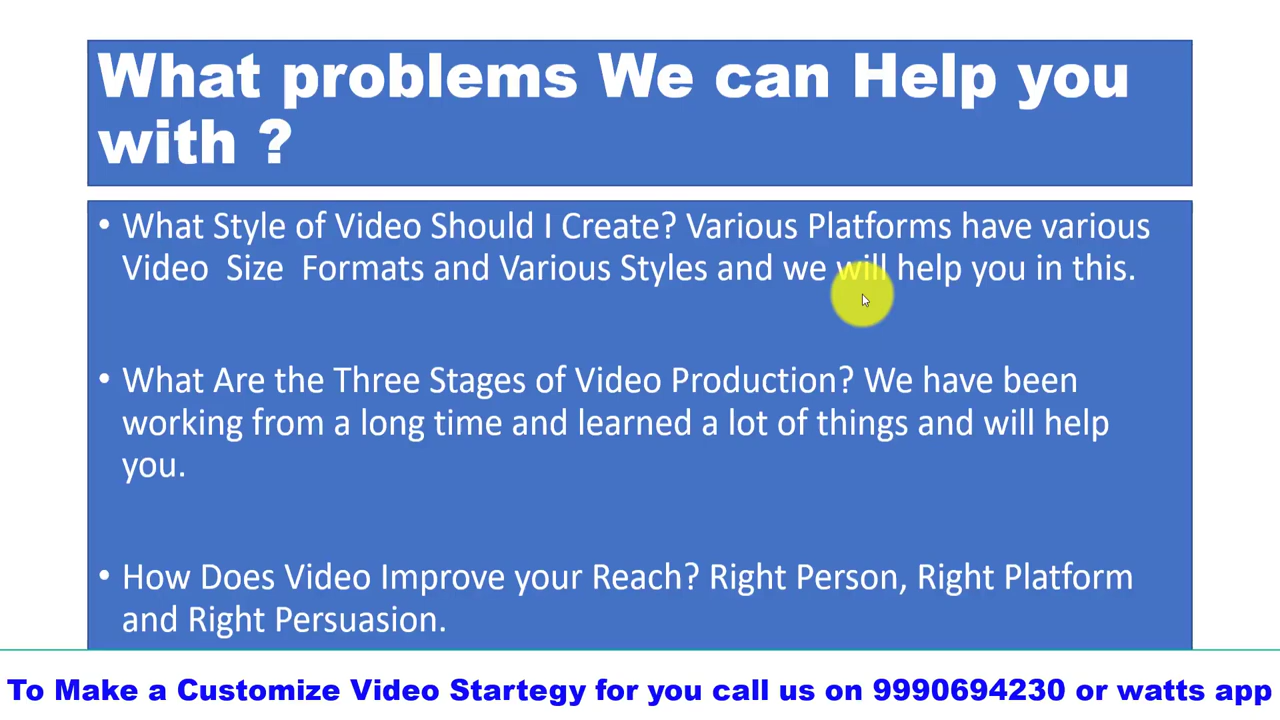 What problems We can Help you
with ?
• What Style of Video Should I Create? Various Platforms have various
Video Size Formats and Various Styles and we will help you in this.
• What Are the Three Stages of Video Production? We have been
working from a long time and learned a lot of things and will help
you.
• How Does Video Improve your Reach? Right Person, Right Platform
and Right Persuasion.
To Make a Customize Video Startegy for you call us on 9990694230 or watts app